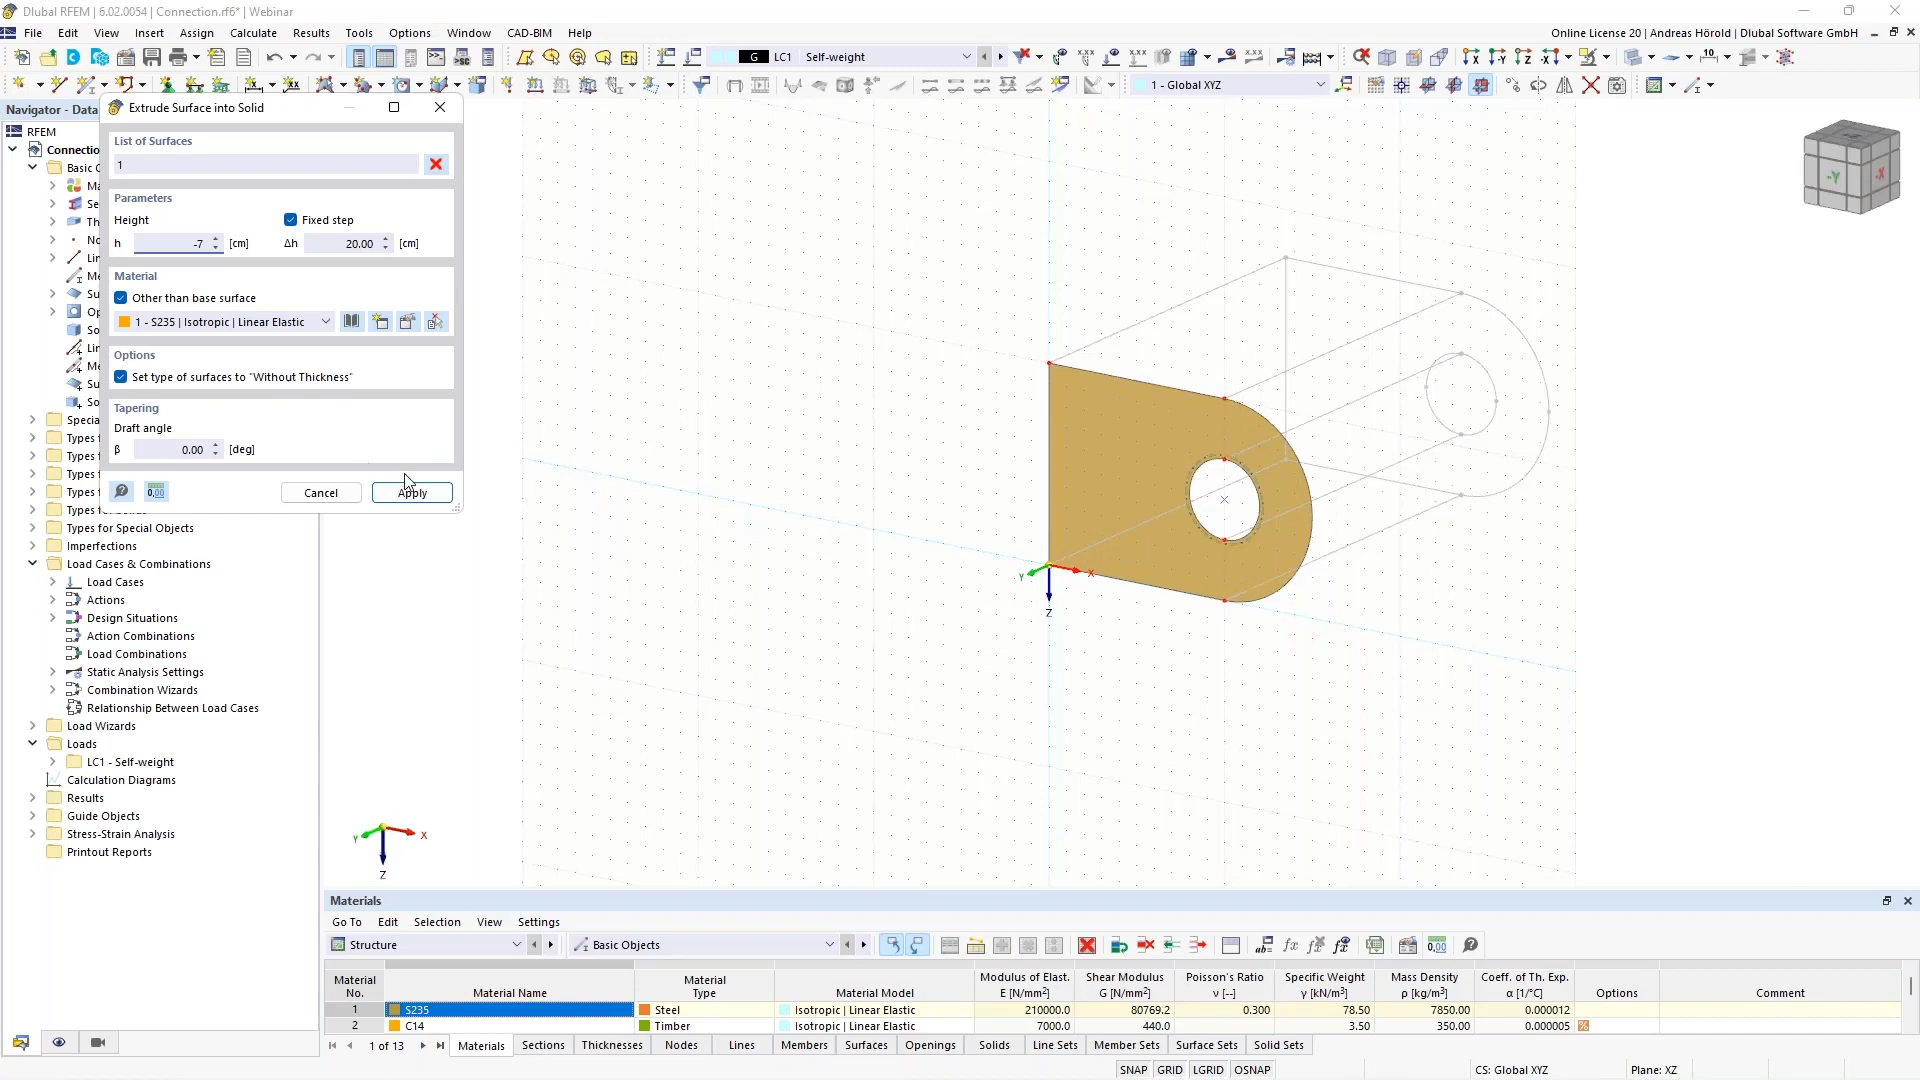 Dlubal RFEM | 6.02.0054 | Connection.rf6* | Webinar
File Edit View Insert Assign Calculate Results Tools Options Window CAD-BIM Help
Online License 20 | Andreas Hörold | Dlubal Software GmbH
G LC1 Self-weight
1 - Global XYZ
Navigator - Data
Extrude Surface into Solid
RFEM
List of Surfaces
1
Parameters
Height
Fixed step
h -7 [cm] Δh 20.00 [cm]
Material
Other than base surface
1 - S235 | Isotropic | Linear Elastic
Options
Set type of surfaces to "Without Thickness"
Tapering
Draft angle
β 0.00 [deg]
Cancel
Apply
Types for Special Objects
Imperfections
Load Cases & Combinations
Load Cases
Actions
Design Situations
Action Combinations
Load Combinations
Static Analysis Settings
Combination Wizards
Relationship Between Load Cases
Load Wizards
Loads
LC1 - Self-weight
Calculation Diagrams
Results
Guide Objects
Stress-Strain Analysis
Printout Reports
-Y
-X
Y
X
Z
Y
X
Z
Materials
Go To Edit Selection View Settings
Structure
Basic Objects
Material No. Material Name Material Type Material Model Modulus of Elast. E [N/mm²] Shear Modulus G [N/mm²] Poisson's Ratio ν [--] Specific Weight γ [kN/m³] Mass Density ρ [kg/m³] Coeff. of Th. Exp. α [1/°C] Options Comment
1 S235 Steel Isotropic | Linear Elastic 210000.0 80769.2 0.300 78.50 7850.00 0.000012
2 C14 Timber Isotropic | Linear Elastic 7000.0 440.0 3.50 350.00 0.000005
1 of 13 Materials Sections Thicknesses Nodes Lines Members Surfaces Openings Solids Line Sets Member Sets Surface Sets Solid Sets
SNAP GRID LGRID OSNAP
CS: Global XYZ
Plane: XZ